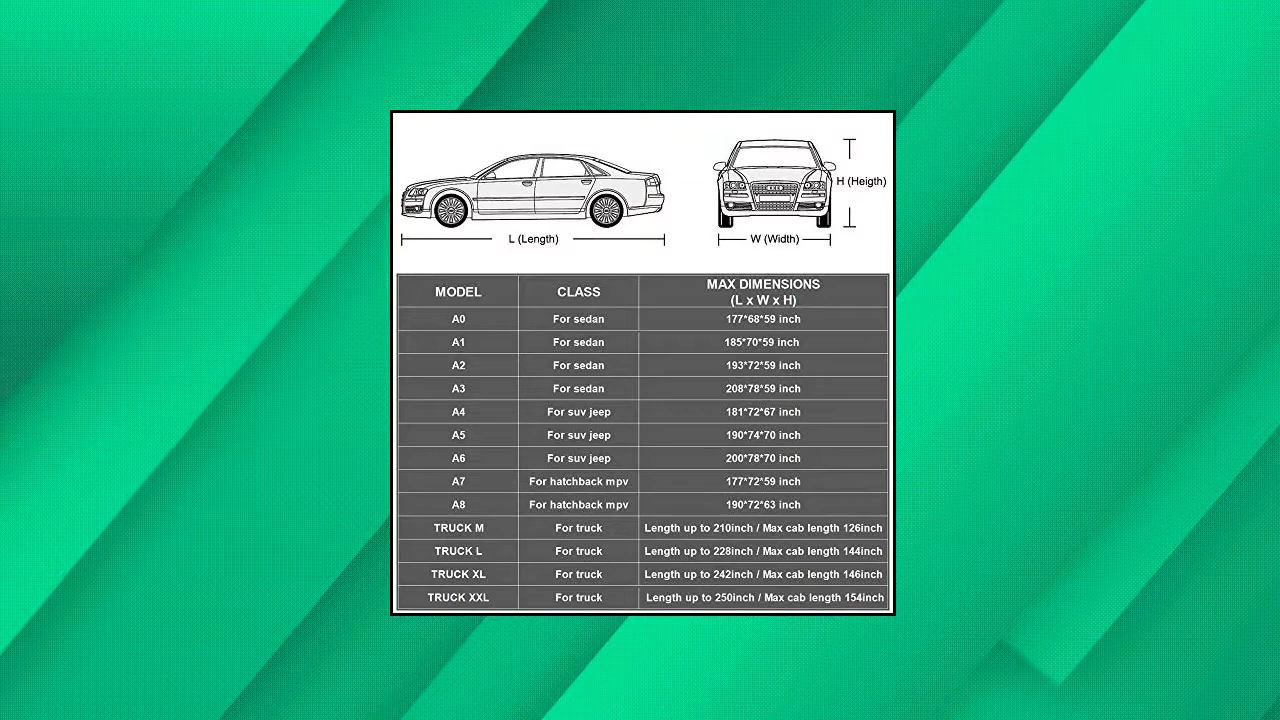 H (Heigth)
L (Length)
W (Width)
MODEL CLASS MAX DIMENSIONS
(L x W x H)
A0 For sedan 177*68*59 inch
A1 For sedan 185*70*59 inch
A2 For sedan 193*72*59 inch
A3 For sedan 208*78*59 inch
A4 For suv jeep 181*72*67 inch
A5 For suv jeep 190*74*70 inch
A6 For suv jeep 200*78*70 inch
A7 For hatchback mpv 177*72*59 inch
A8 For hatchback mpv 190*72*63 inch
TRUCK M For truck Length up to 210inch / Max cab length 126inch
TRUCK L For truck Length up to 228inch / Max cab length 144inch
TRUCK XL For truck Length up to 242inch / Max cab length 146inch
TRUCK XXL For truck Length up to 250inch / Max cab length 154inch